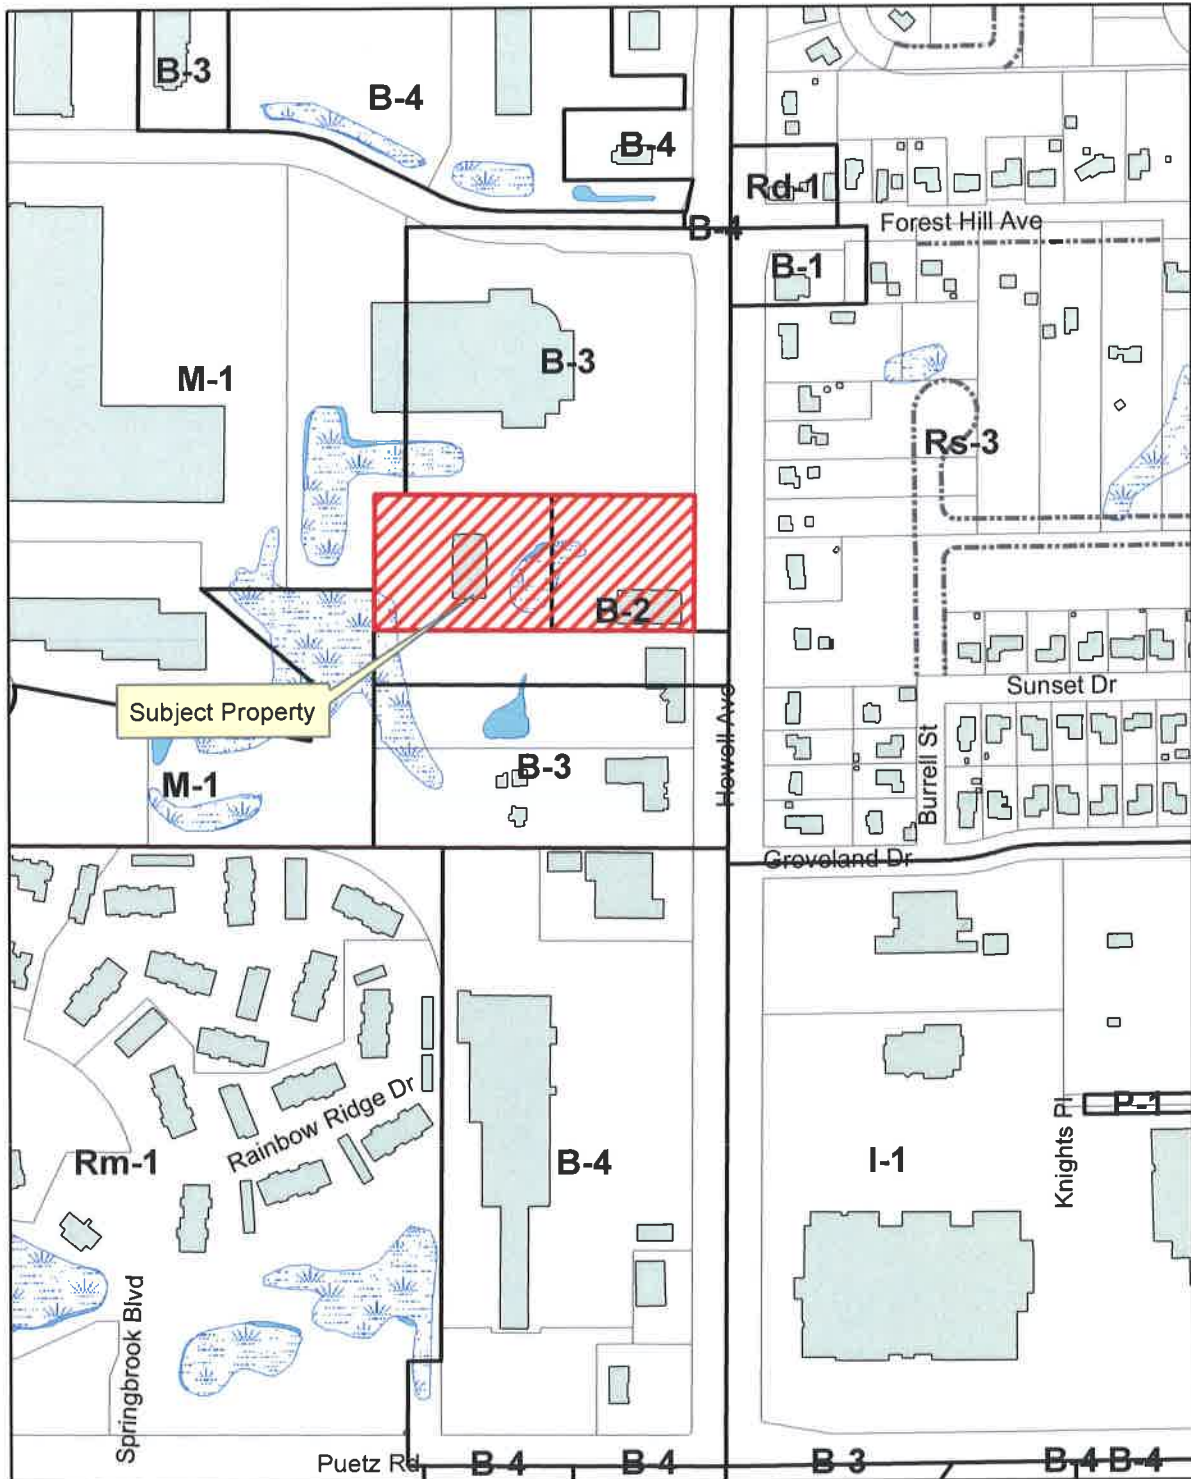 B-3
B-4
B-4
Rd-1
Forest Hill Ave
B-4
B-1
B-3
M-1
Rs-3
B-2
Sunset Dr
Subject Property
Howell Ave
Burrell St
B-3
M-1
Groveland Dr
Rainbow Ridge Dr
P-1
Knights Pl
Rm-1
B-4
I-1
Springbrook Blvd
Puetz Rd
B-4
B-4
B-3
B-4
B-4